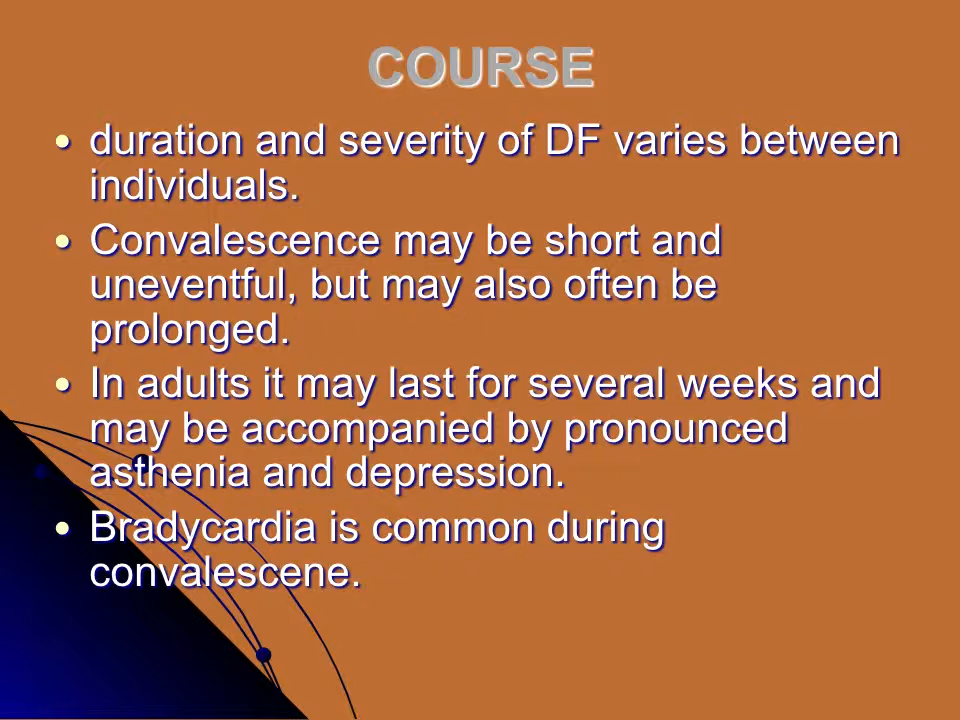 COURSE
• duration and severity of DF varies between
individuals.
• Convalescence may be short and
uneventful, but may also often be
prolonged.
• In adults it may last for several weeks and
may be accompanied by pronounced
asthenia and depression.
• Bradycardia is common during
convalescene.